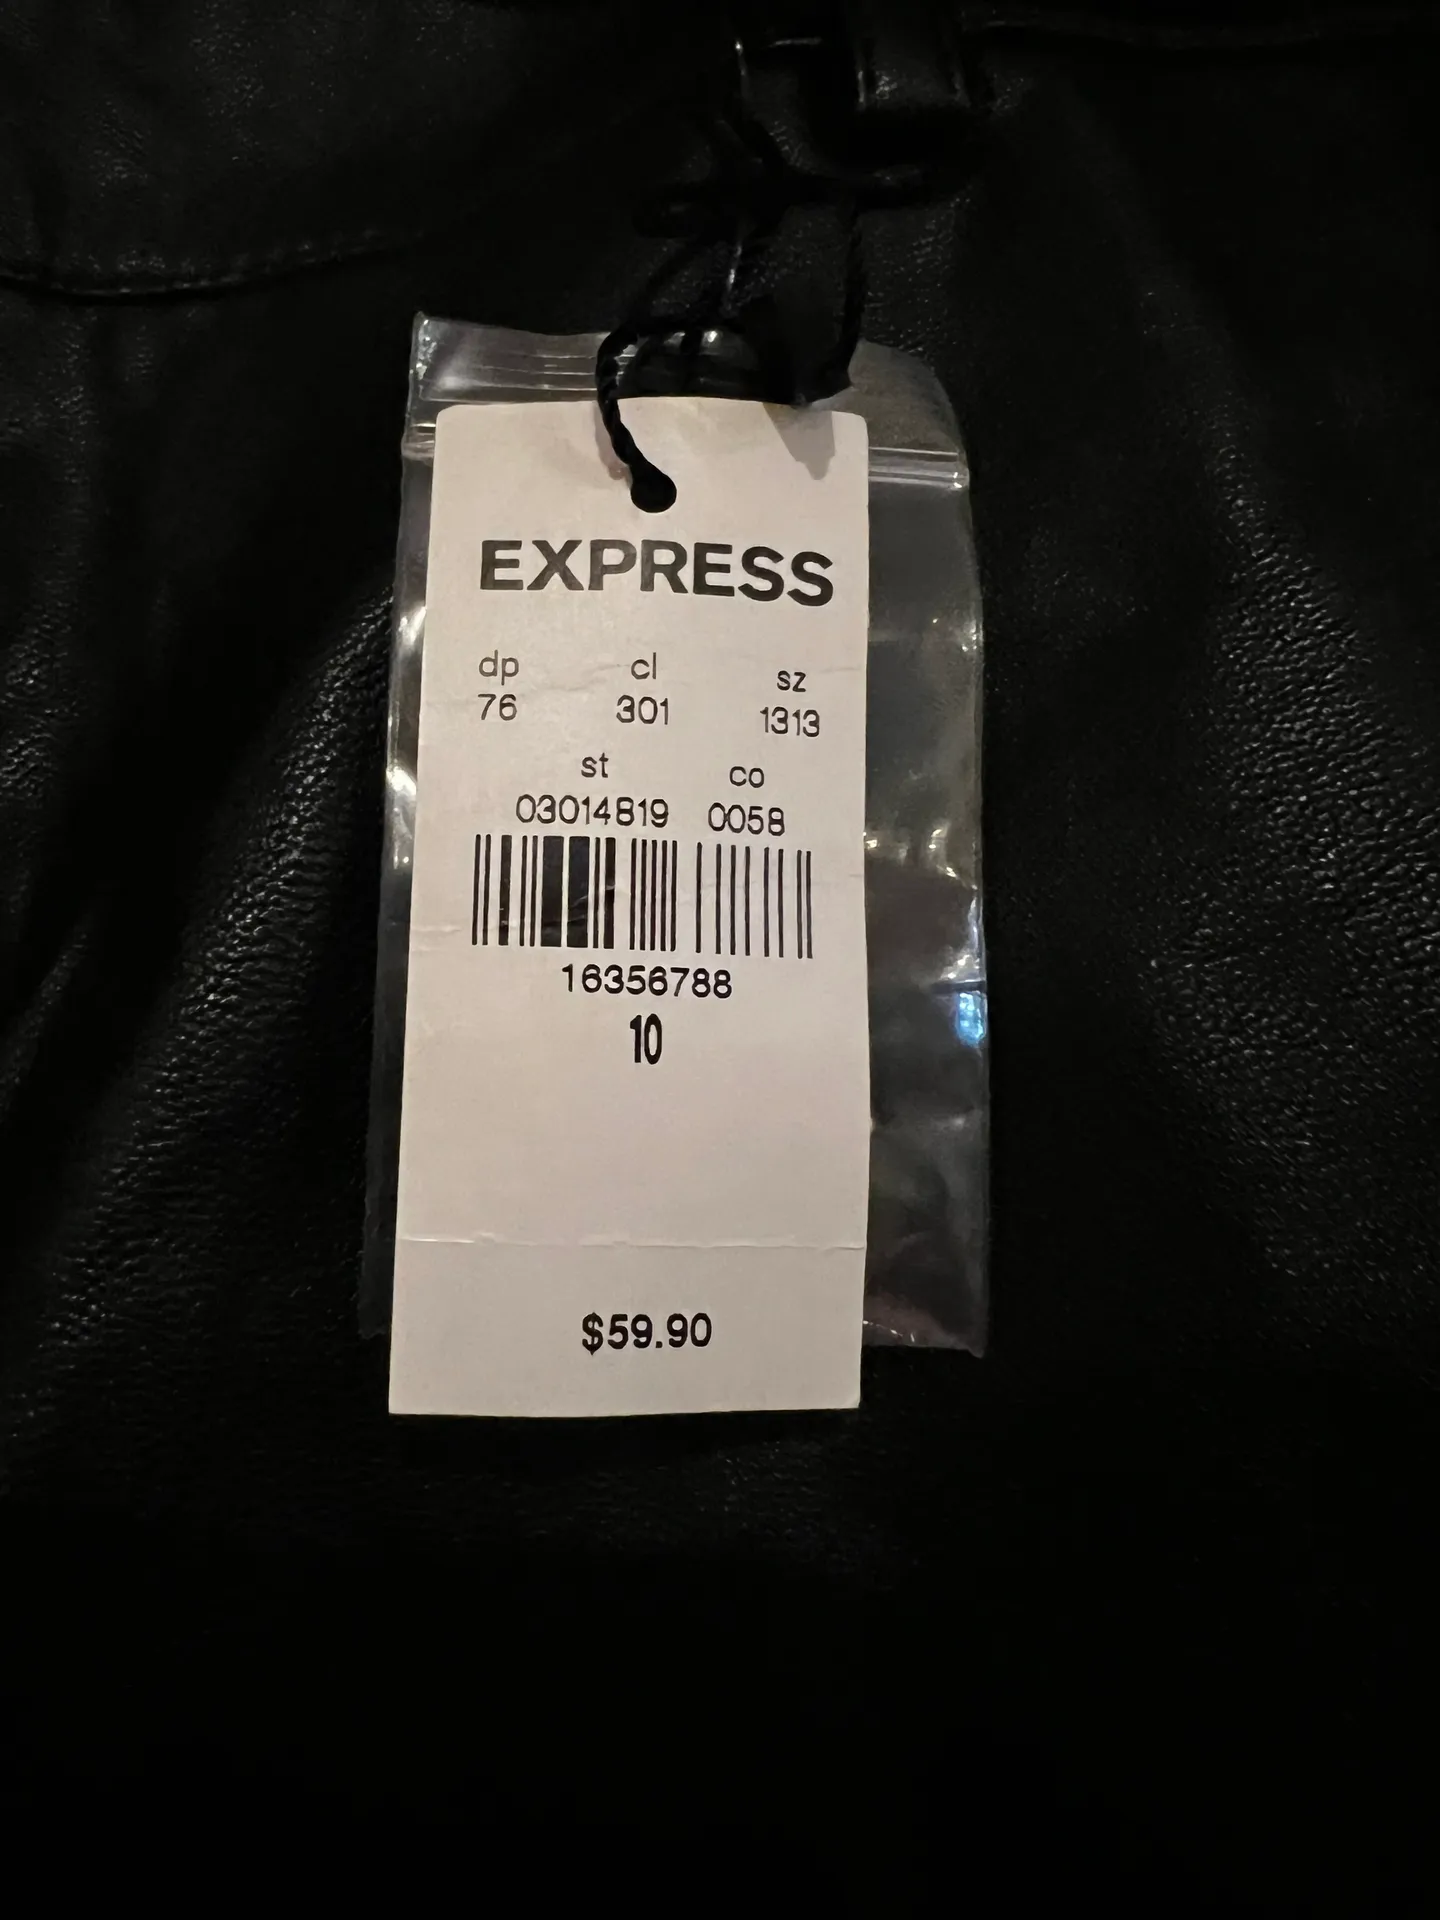 EXPRESS
dp cl sz
76 301 1313
st co
03014819 0058
16356788
10
$59.90